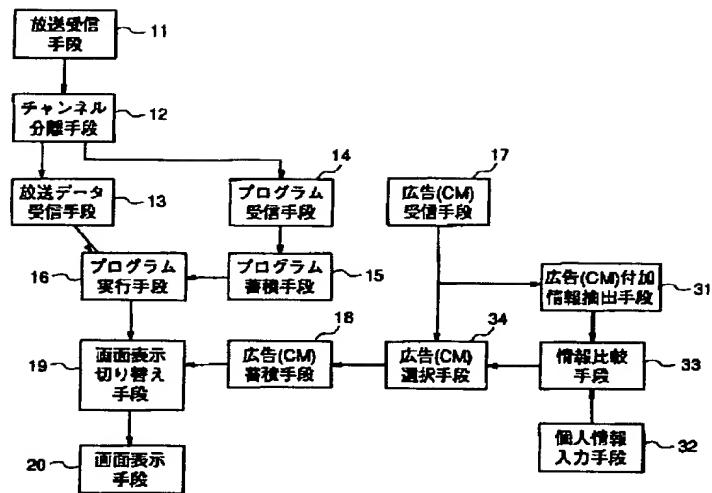 放送受信
手段
11
チャンネル
分離手段
12
放送データ
受信手段
13
プログラム
受信手段
14
広告(CM)
受信手段
17
16
プログラム
実行手段
プログラム
蓄積手段
15
広告(CM)付加
情報抽出手段
31
19
画面表示
切り替え
手段
広告(CM)
蓄積手段
18
広告(CM)
選択手段
34
情報比較
手段
33
20
画面表示
手段
個人情報
入力手段
32